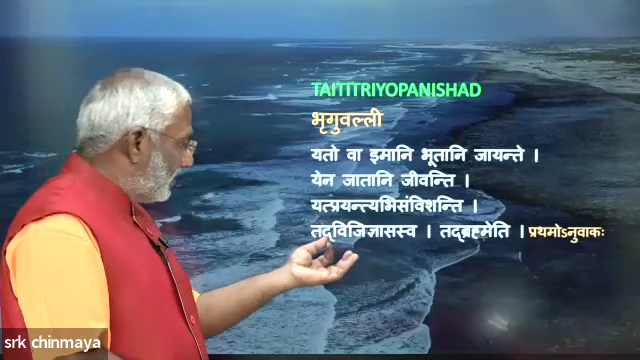 TAITITRIYOPANISHAD
भृगुवल्ली
यतो वा इमानि भूतानि जायन्ते ।
येन जातानि जीवन्ति ।
यत्प्रयन्त्यभिसंविशन्ति ।
तद्विजिज्ञासस्व । तद्ब्रह्मेति । प्रथमोऽनुवाकः
srk chinmaya